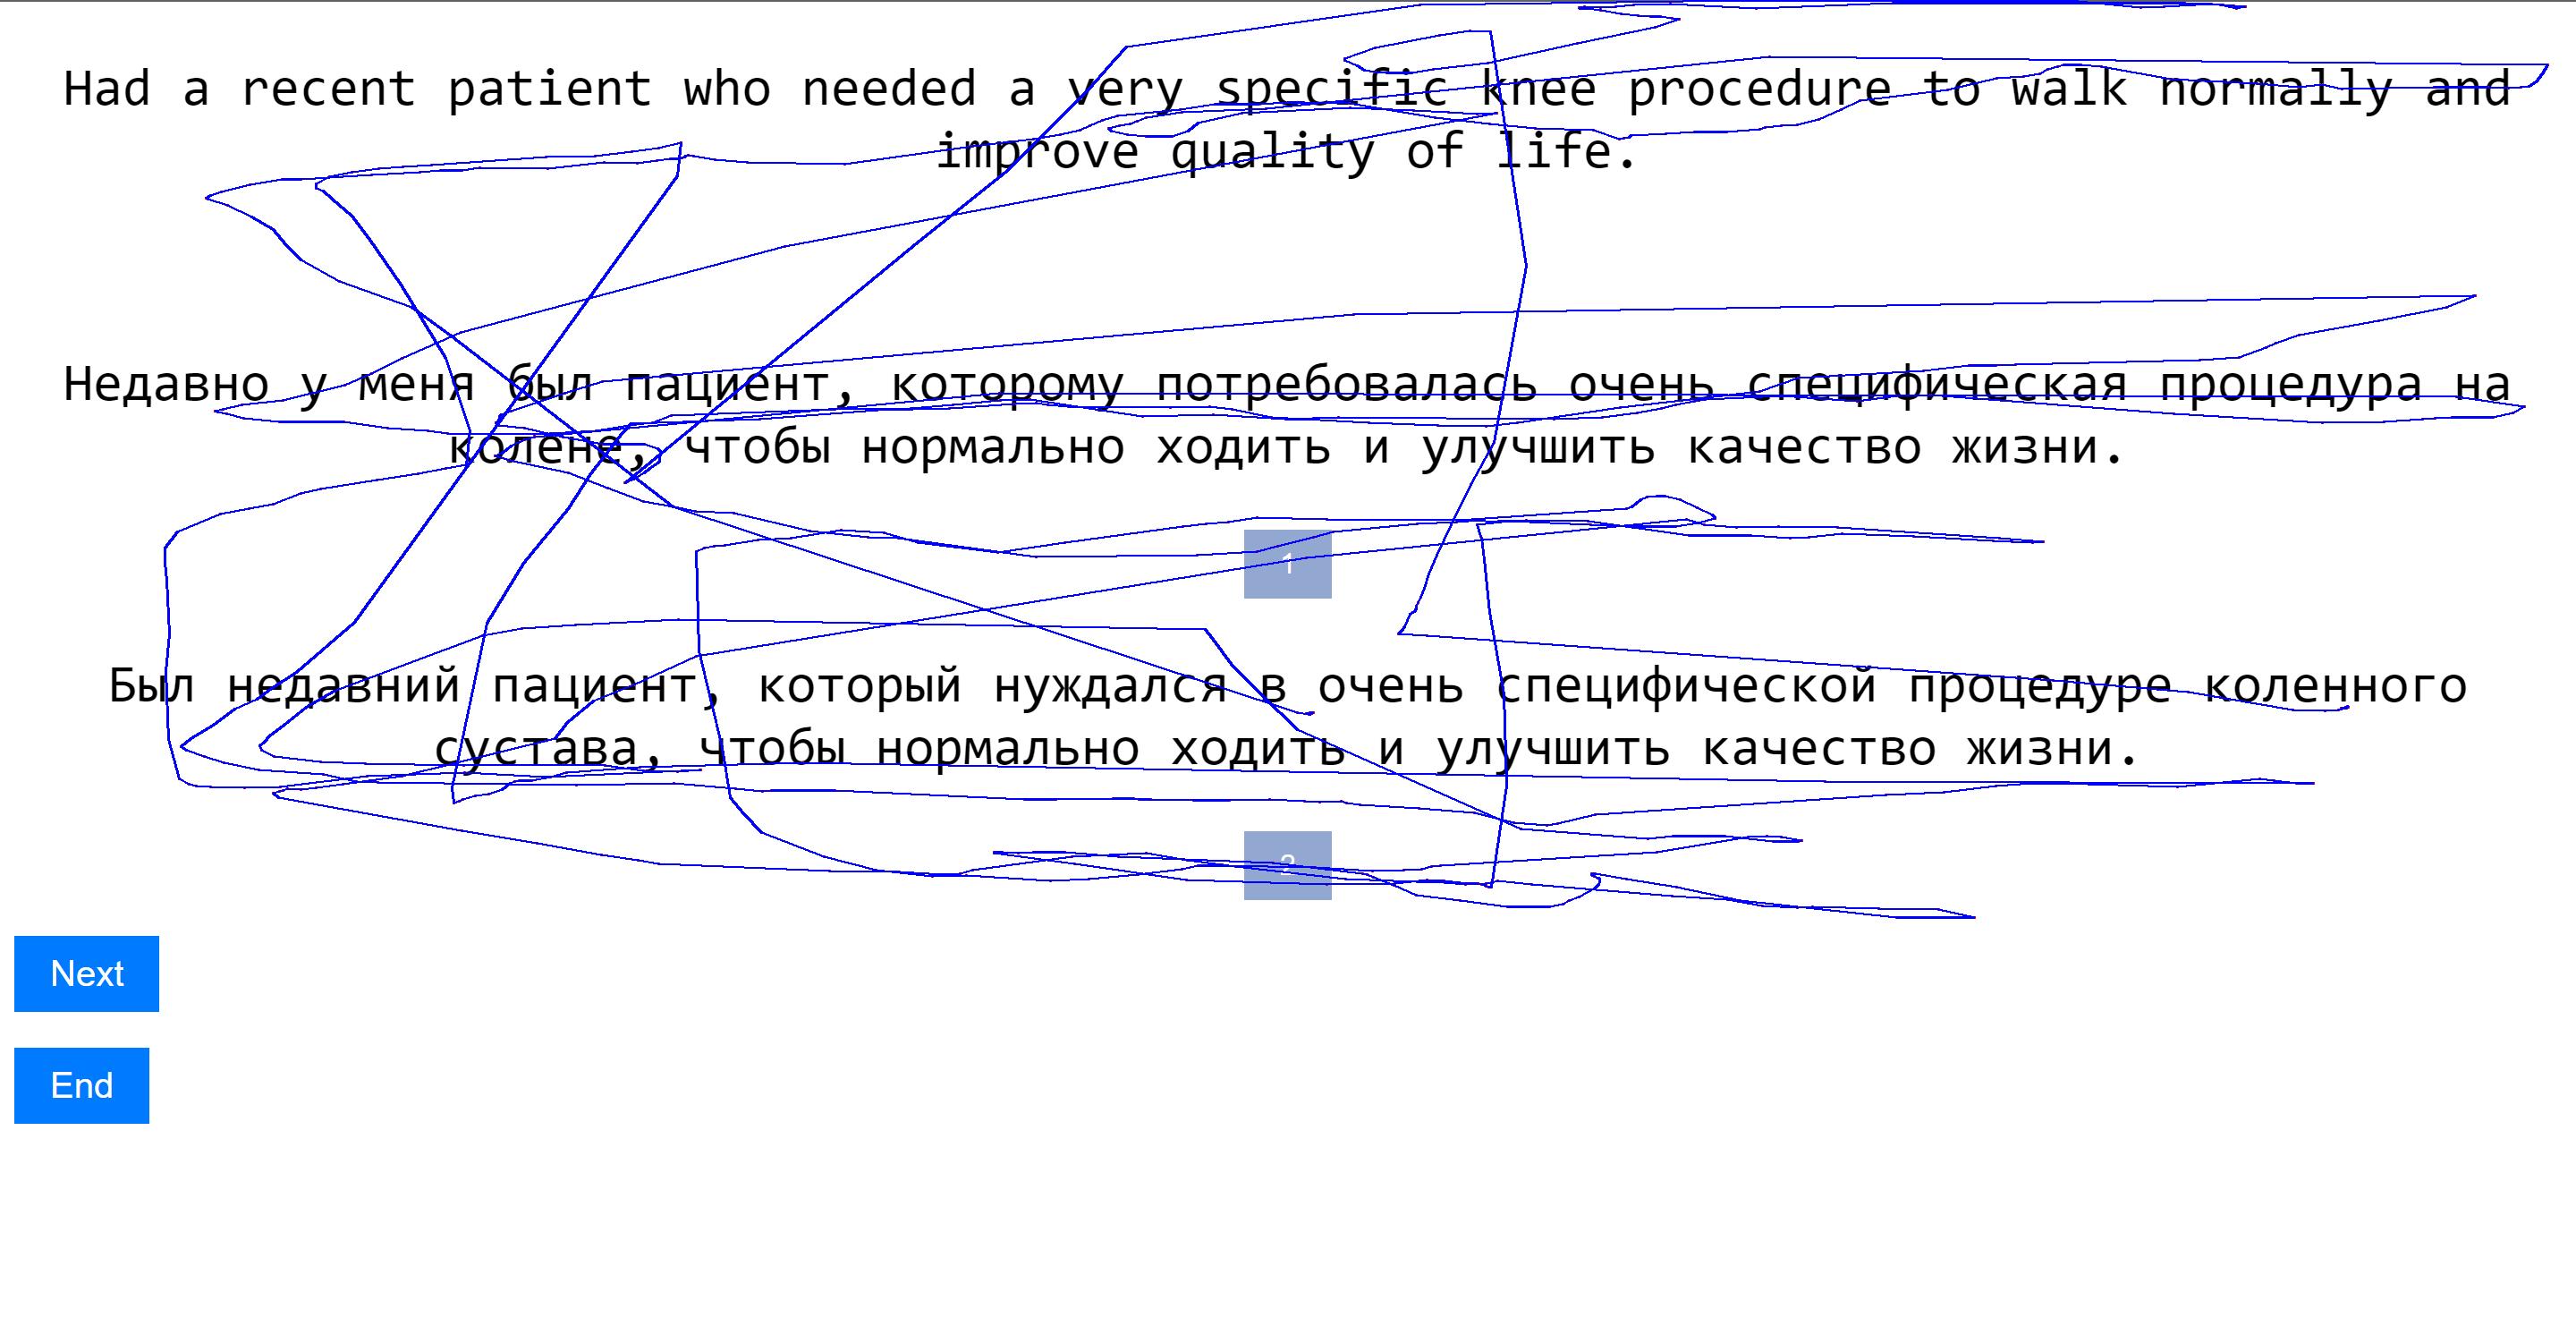 Had a recent patient who needed a very specific knee procedure to walk normally and
improve quality of life.
Недавно у меня был пациент, которому потребовалась очень специфическая процедура на
колене, чтобы нормально ходить и улучшить качество жизни.
1
Был недавний пациент, который нуждался в очень специфической процедуре коленного
сустава, чтобы нормально ходить и улучшить качество жизни.
2
Next
End